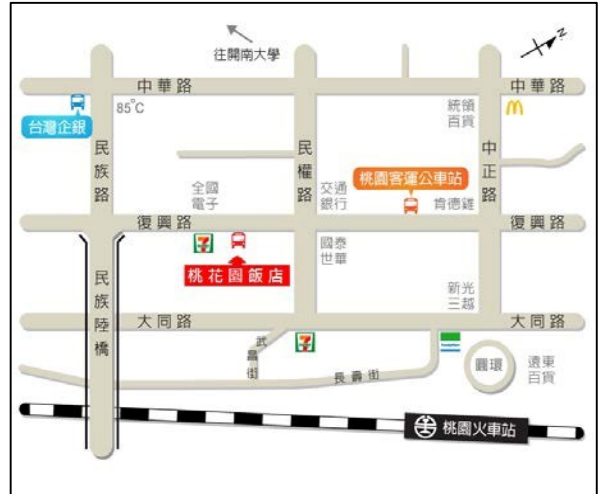 往開南大學
N
中華路
中華路
85°C
台灣企銀
統領
百貨
民族路
民權路
中正路
全國
電子
交通
銀行
桃園客運公車站
肯德雞
復興路
復興路
7
國泰
世華
桃花園飯店
民族陸橋
新光
三越
大同路
大同路
武昌街
7
長壽街
圓環
遠東
百貨
桃園火車站